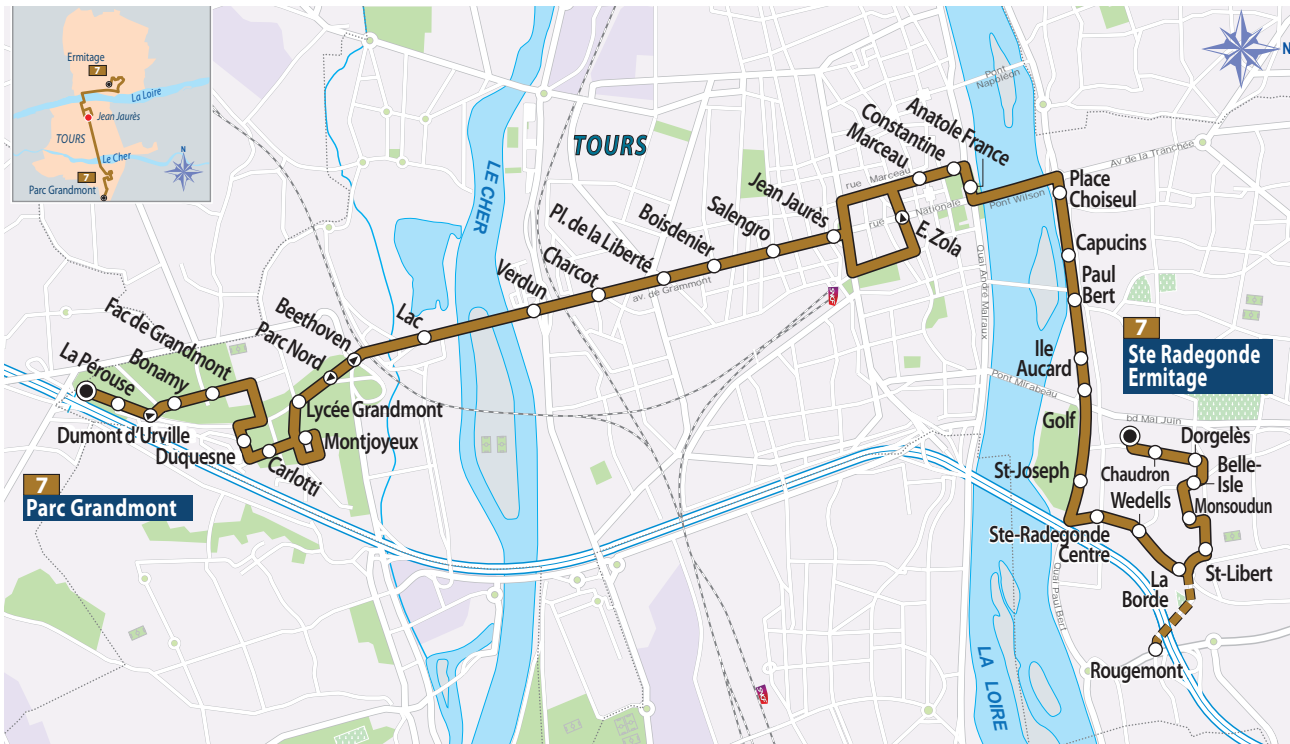 Ermitage
7
La Loire
Jean Jaurès
TOURS
Le Cher
N
7
Parc Grandmont
N
TOURS
LE CHER
LA LOIRE
Pont
Napoléon
Av de la Tranchée
Pont Wilson
rue Marceau
rue Nationale
av. de Grammont
Quai André Malraux
Pont Mirabeau
bd Mal Juin
Quai Paul Bert
SNCF
SNCF
7
Parc Grandmont
La Pérouse
Dumont d'Urville
Bonamy
Fac de Grandmont
Duquesne
Carlotti
Montjoyeux
Lycée Grandmont
Parc Nord
Beethoven
Lac
Verdun
Charcot
Pl. de la Liberté
Boisdenier
Salengro
Jean Jaurès
E. Zola
Marceau
Constantine
Anatole France
Place
Choiseul
Capucins
Paul
Bert
Ile
Aucard
Golf
St-Joseph
Ste-Radegonde
Centre
Wedells
La
Borde
Rougemont
St-Libert
Monsoudun
Belle-
Isle
Dorgelès
Chaudron
7
Ste Radegonde
Ermitage